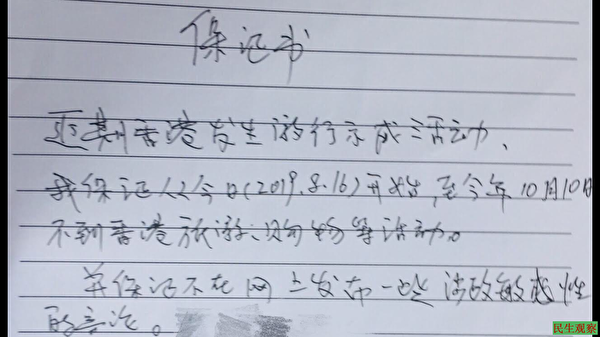 保证书
近期香港发生游行示威活动、
我保证从今日(2019.8.16)开始,至今年10月10日
不到香港旅游、购物等活动。
并保证不在网上发布一些涉政敏感性
的言论。
民生观察